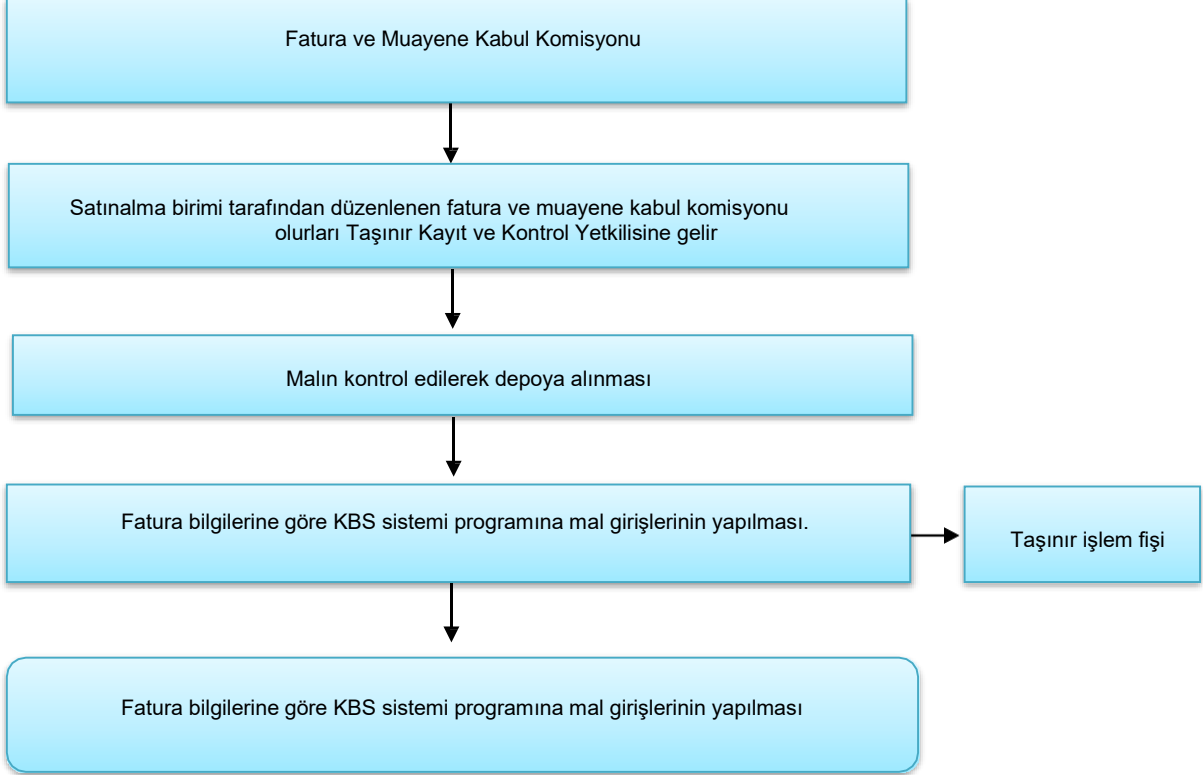 Fatura ve Muayene Kabul Komisyonu
Satınalma birimi tarafından düzenlenen fatura ve muayene kabul komisyonu
olurları Taşınır Kayıt ve Kontrol Yetkilisine gelir
Malın kontrol edilerek depoya alınması
Fatura bilgilerine göre KBS sistemi programına mal girişlerinin yapılması.
Taşınır işlem fişi
Fatura bilgilerine göre KBS sistemi programına mal girişlerinin yapılması